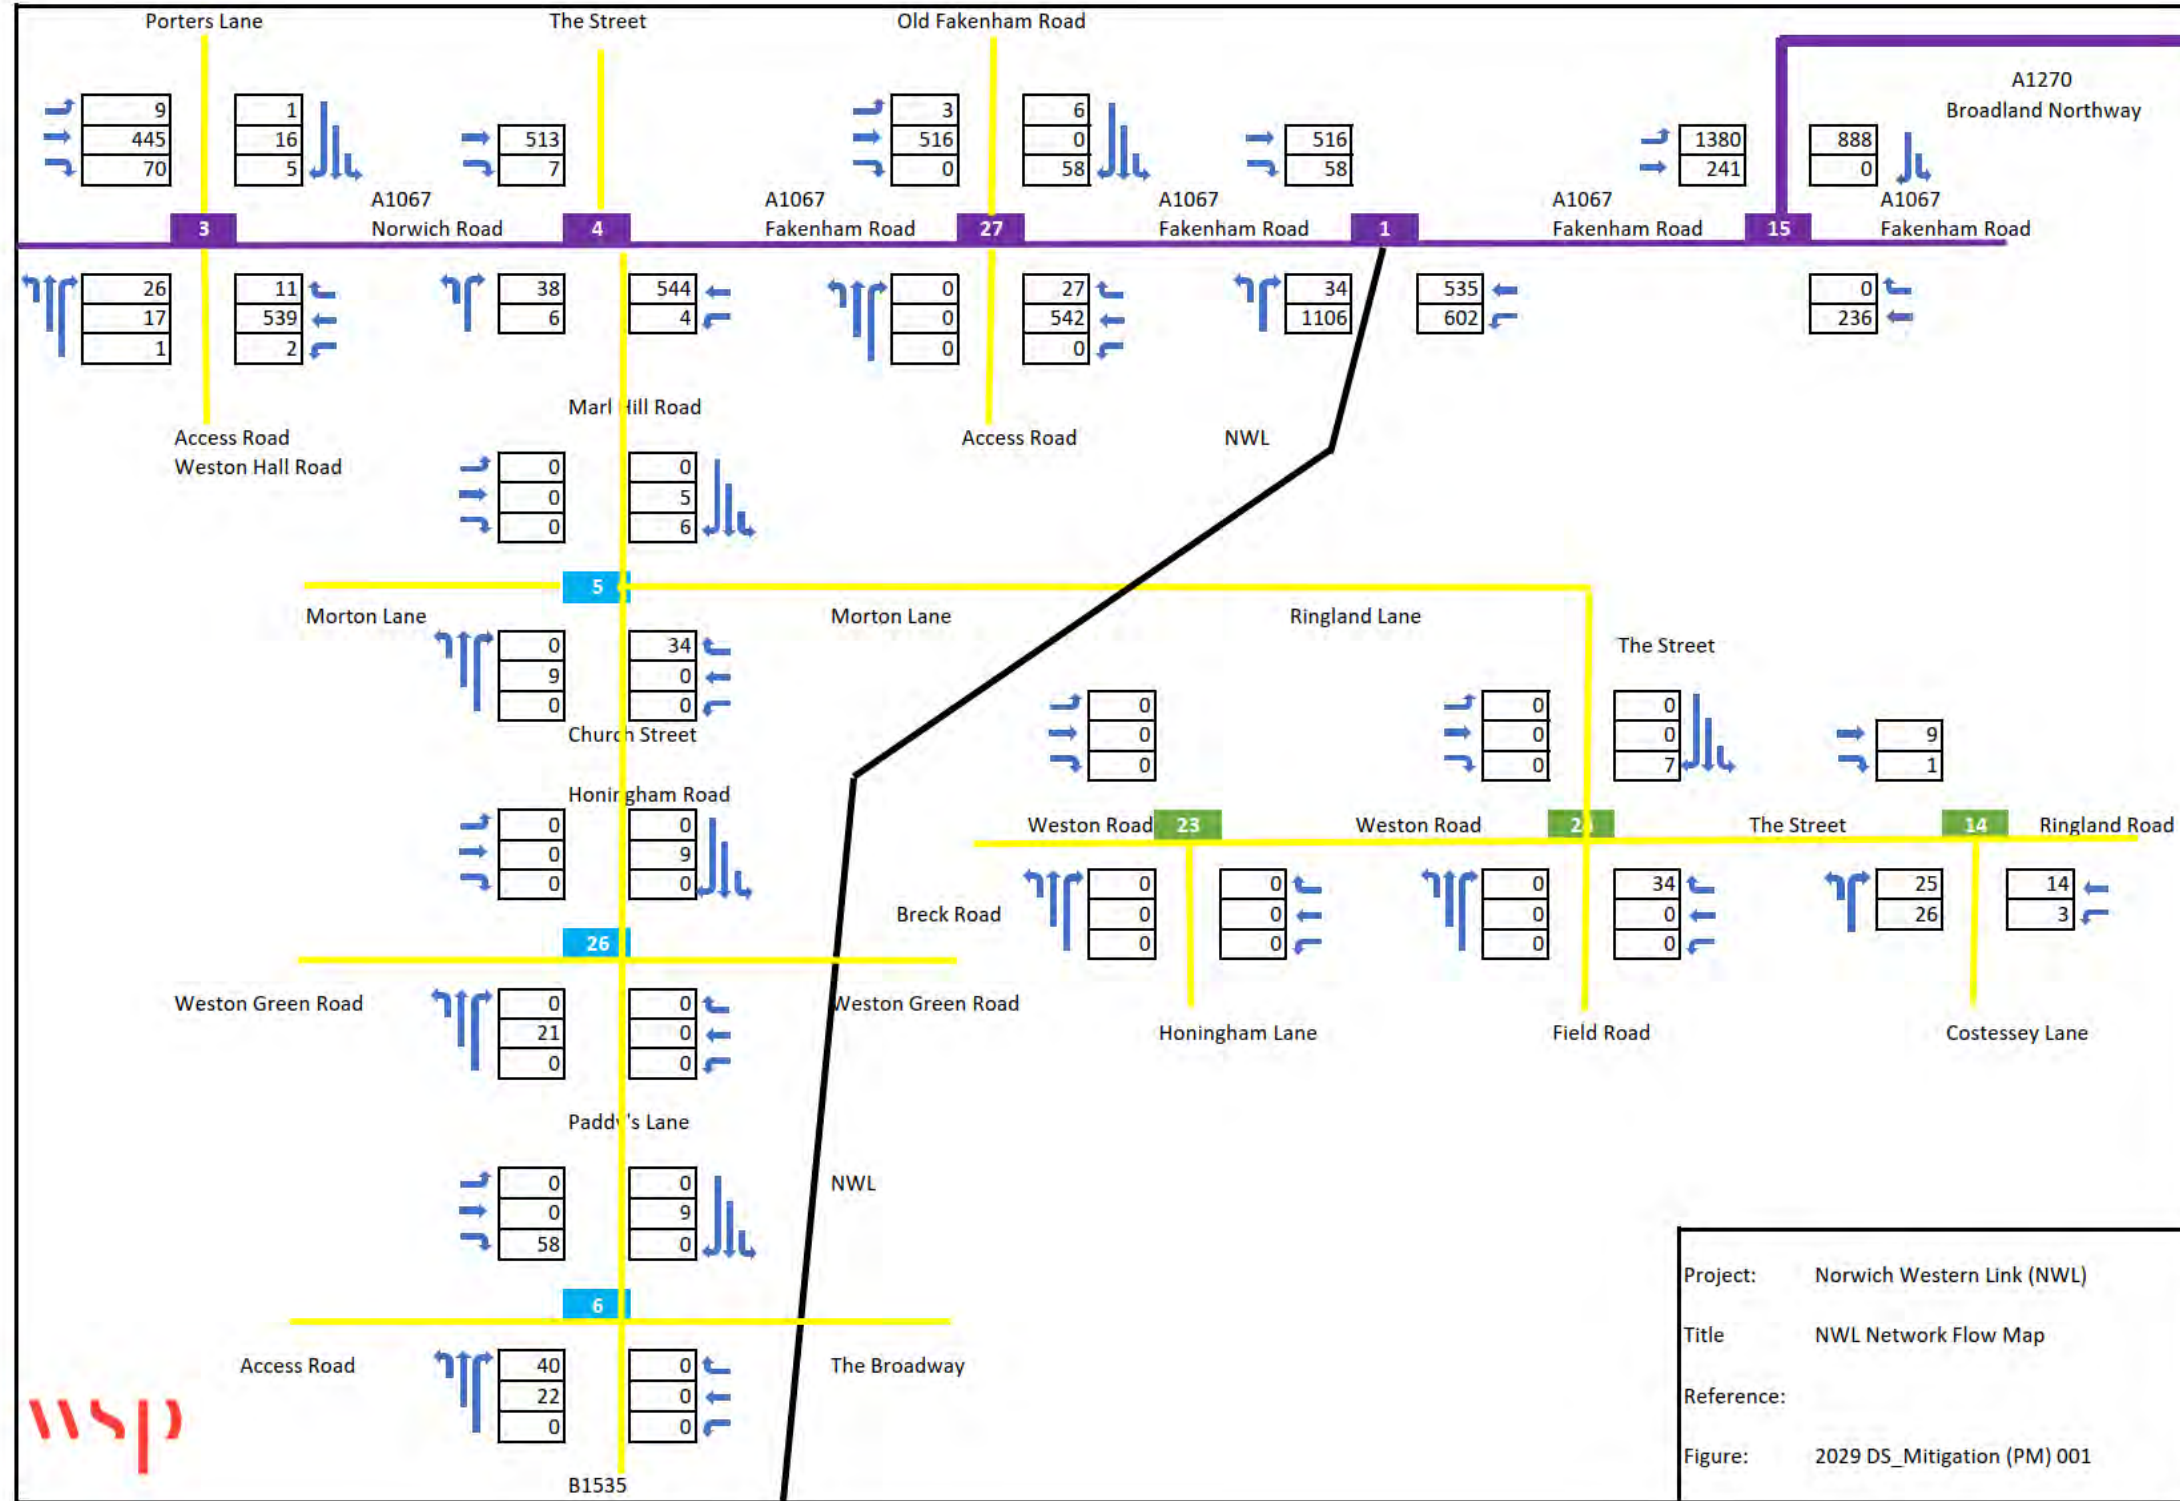 Porters Lane The Street Old Fakenham Road
A1270
Broadland Northway
9 1 3 6
445 16 513 516 0 516 1380 888
70 5 7 0 58 58 241 0
A1067 A1067 A1067 A1067 A1067
3 Norwich Road 4 Fakenham Road 27 Fakenham Road 1 Fakenham Road 15 Fakenham Road
26 11 38 544 0 27 34 535 0
17 539 6 4 0 542 1106 602 236
1 2 0 0
Marl Hill Road
Access Road Access Road NWL
Weston Hall Road
0 0
0 5
0 6
5
Morton Lane Morton Lane Ringland Lane
0 34 The Street
9 0
0 0 0 0 0
Church Street 0 0 0 9
0 0 7 1
Honingham Road
0 0 Weston Road 23 Weston Road The Street 14 Ringland Road
0 9
0 0 0 0 0 34 25 14
Breck Road 0 0 0 0 26 3
26 0 0 0 0
Weston Green Road 0 0 Weston Green Road
21 0 Honingham Lane Field Road Costessey Lane
0 0
Paddy's Lane
0 0 NWL
0 9
58 0
Project: Norwich Western Link (NWL)
6
Title NWL Network Flow Map
Access Road 40 0 The Broadway
22 0 Reference:
0 0
wsp
Figure: 2029 DS_Mitigation (PM) 001
B1535